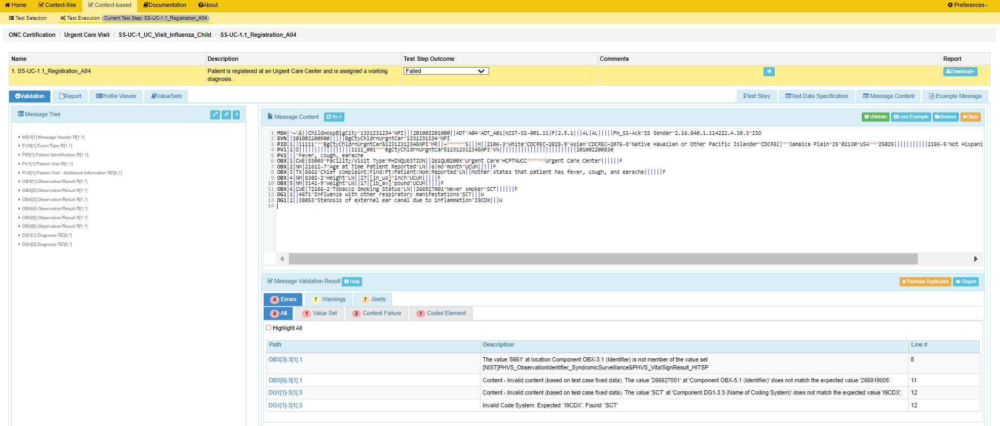 Home Context-free Context-based Documentation About Preferences
Test Selection Test Execution Current Test Step: SS-UC-1.1_Registration_A04
ONC Certification / Urgent Care Visit / SS-UC-1_UC_Visit_Influenza_Child / SS-UC-1.1_Registration_A04
Name Description Test Step Outcome Comments Report
1. SS-UC-1.1_Registration_A04 Patient is registered at an Urgent Care Center and is assigned a working Failed Download
diagnosis.
Validation Report Profile Viewer ValueSets Test Story Test Data Specification Message Content Example Message
Message Tree
MSH[1]:Message Header R[1,1]
EVN[1]:Event Type R[1,1]
PID[1]:Patient Identification R[1,1]
PV1[1]:Patient Visit R[1,1]
PV2[1]:Patient Visit - Additional Information RE[0,1]
OBX[1]:Observation/Result R[1,*]
OBX[2]:Observation/Result R[1,*]
OBX[3]:Observation/Result R[1,*]
OBX[4]:Observation/Result R[1,*]
OBX[5]:Observation/Result R[1,*]
OBX[6]:Observation/Result R[1,*]
DG1[1]:Diagnosis RE[0,*]
DG1[2]:Diagnosis RE[0,*]
Message Content 4s Validate Load Example Browse Clear
1 MSH|^~\&||ChildHospBigCity^1331231234^NPI|||201002201000||ADT^A04^ADT_A01|NIST-SS-001.11|P|2.5.1|||AL|AL|||||PH_SS-Ack^SS Sender^2.16.840.1.114222.4.10.3^ISO
2 EVN||201002200900|||||BgCtyChldrnUrgntCar^1231231234^NPI
3 PID|1||11111^^^BgCtyChldrnUrgntCar&1231231234&NPI^MR||~^^^^^^S|||M||2106-3^White^CDCREC~2028-9^Asian^CDCREC~2076-8^Native Hawaiian or Other Pacific Islander^CDCREC|^^Jamaica Plain^25^02130^USA^^^25025|||||||||||2186-5^Not Hispani
4 PV1|1|O|||||||||||||||||1111_001^^^BgCtyChldrnUrgntCar&1231231234&NPI^VN|||||||||||||||||||||||||201002200830
5 PV2|||^Fever, cough, earache
6 OBX|1|CWE|SS003^Facility/Visit Type^PHINQUESTION||261QU0200X^Urgent Care^HCPTNUCC^^^^^^Urgent Care Center||||||F
7 OBX|2|NM|21612-7^Age at Time Patient Reported^LN||6|mo^month^UCUM|||||F
8 OBX|3|TX|8661^Chief complaint:Find:Pt:Patient:Nom:Reported^LN||Mother states that patient has fever, cough, and earache||||||F
9 OBX|4|NM|8302-2^Height^LN||27|[in_us]^inch^UCUM|||||F
10 OBX|5|NM|3141-9^Weight^LN||17|[lb_av]^pound^UCUM|||||F
11 OBX|6|CWE|72166-2^Tobacco Smoking Status^LN||266927001^Never smoker^SCT||||||F
12 DG1|1||4871^Influenza with other respiratory manifestations^SCT|||W
13 DG1|2||38053^Stenosis of external ear canal due to inflammation^I9CDX|||W
14
Message Validation Result Help Remove Duplicates Report
4 Errors 7 Warnings 7 Alerts
4 All 1 Value Set 2 Content Failure 1 Coded Element
Highlight All
Path Description Line #
OBX[3]-3[1].1 The value '8661' at location Component OBX-3.1 (Identifier) is not member of the value set 8
[NIST]PHVS_ObservationIdentifier_SyndromicSurveillance&PHVS_VitalSignResult_HITSP
OBX[6]-5[1].1 Content - Invalid content (based on test case fixed data). The value '266927001' at 'Component OBX-5.1 (Identifier)' does not match the expected value '266919005'. 11
DG1[1]-3[1].3 Content - Invalid content (based on test case fixed data). The value 'SCT' at 'Component DG1-3.3 (Name of Coding System)' does not match the expected value 'I9CDX'. 12
DG1[1]-3[1].3 Invalid Code System. Expected: 'I9CDX', Found: 'SCT' 12